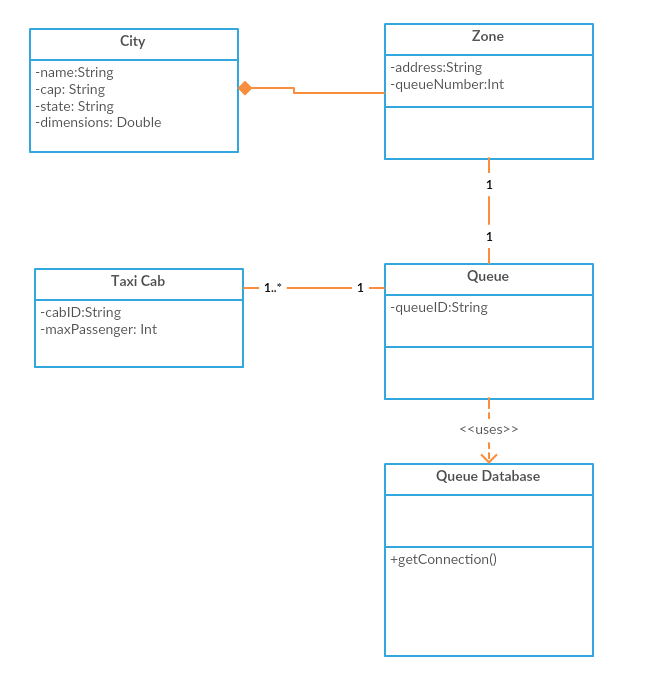 City
-name:String
-cap: String
-state: String
-dimensions: Double
Zone
-address:String
-queueNumber:Int
1
1
Taxi Cab
-cabID:String
-maxPassenger: Int
1..*
1
Queue
-queueID:String
<<uses>>
Queue Database
+getConnection()